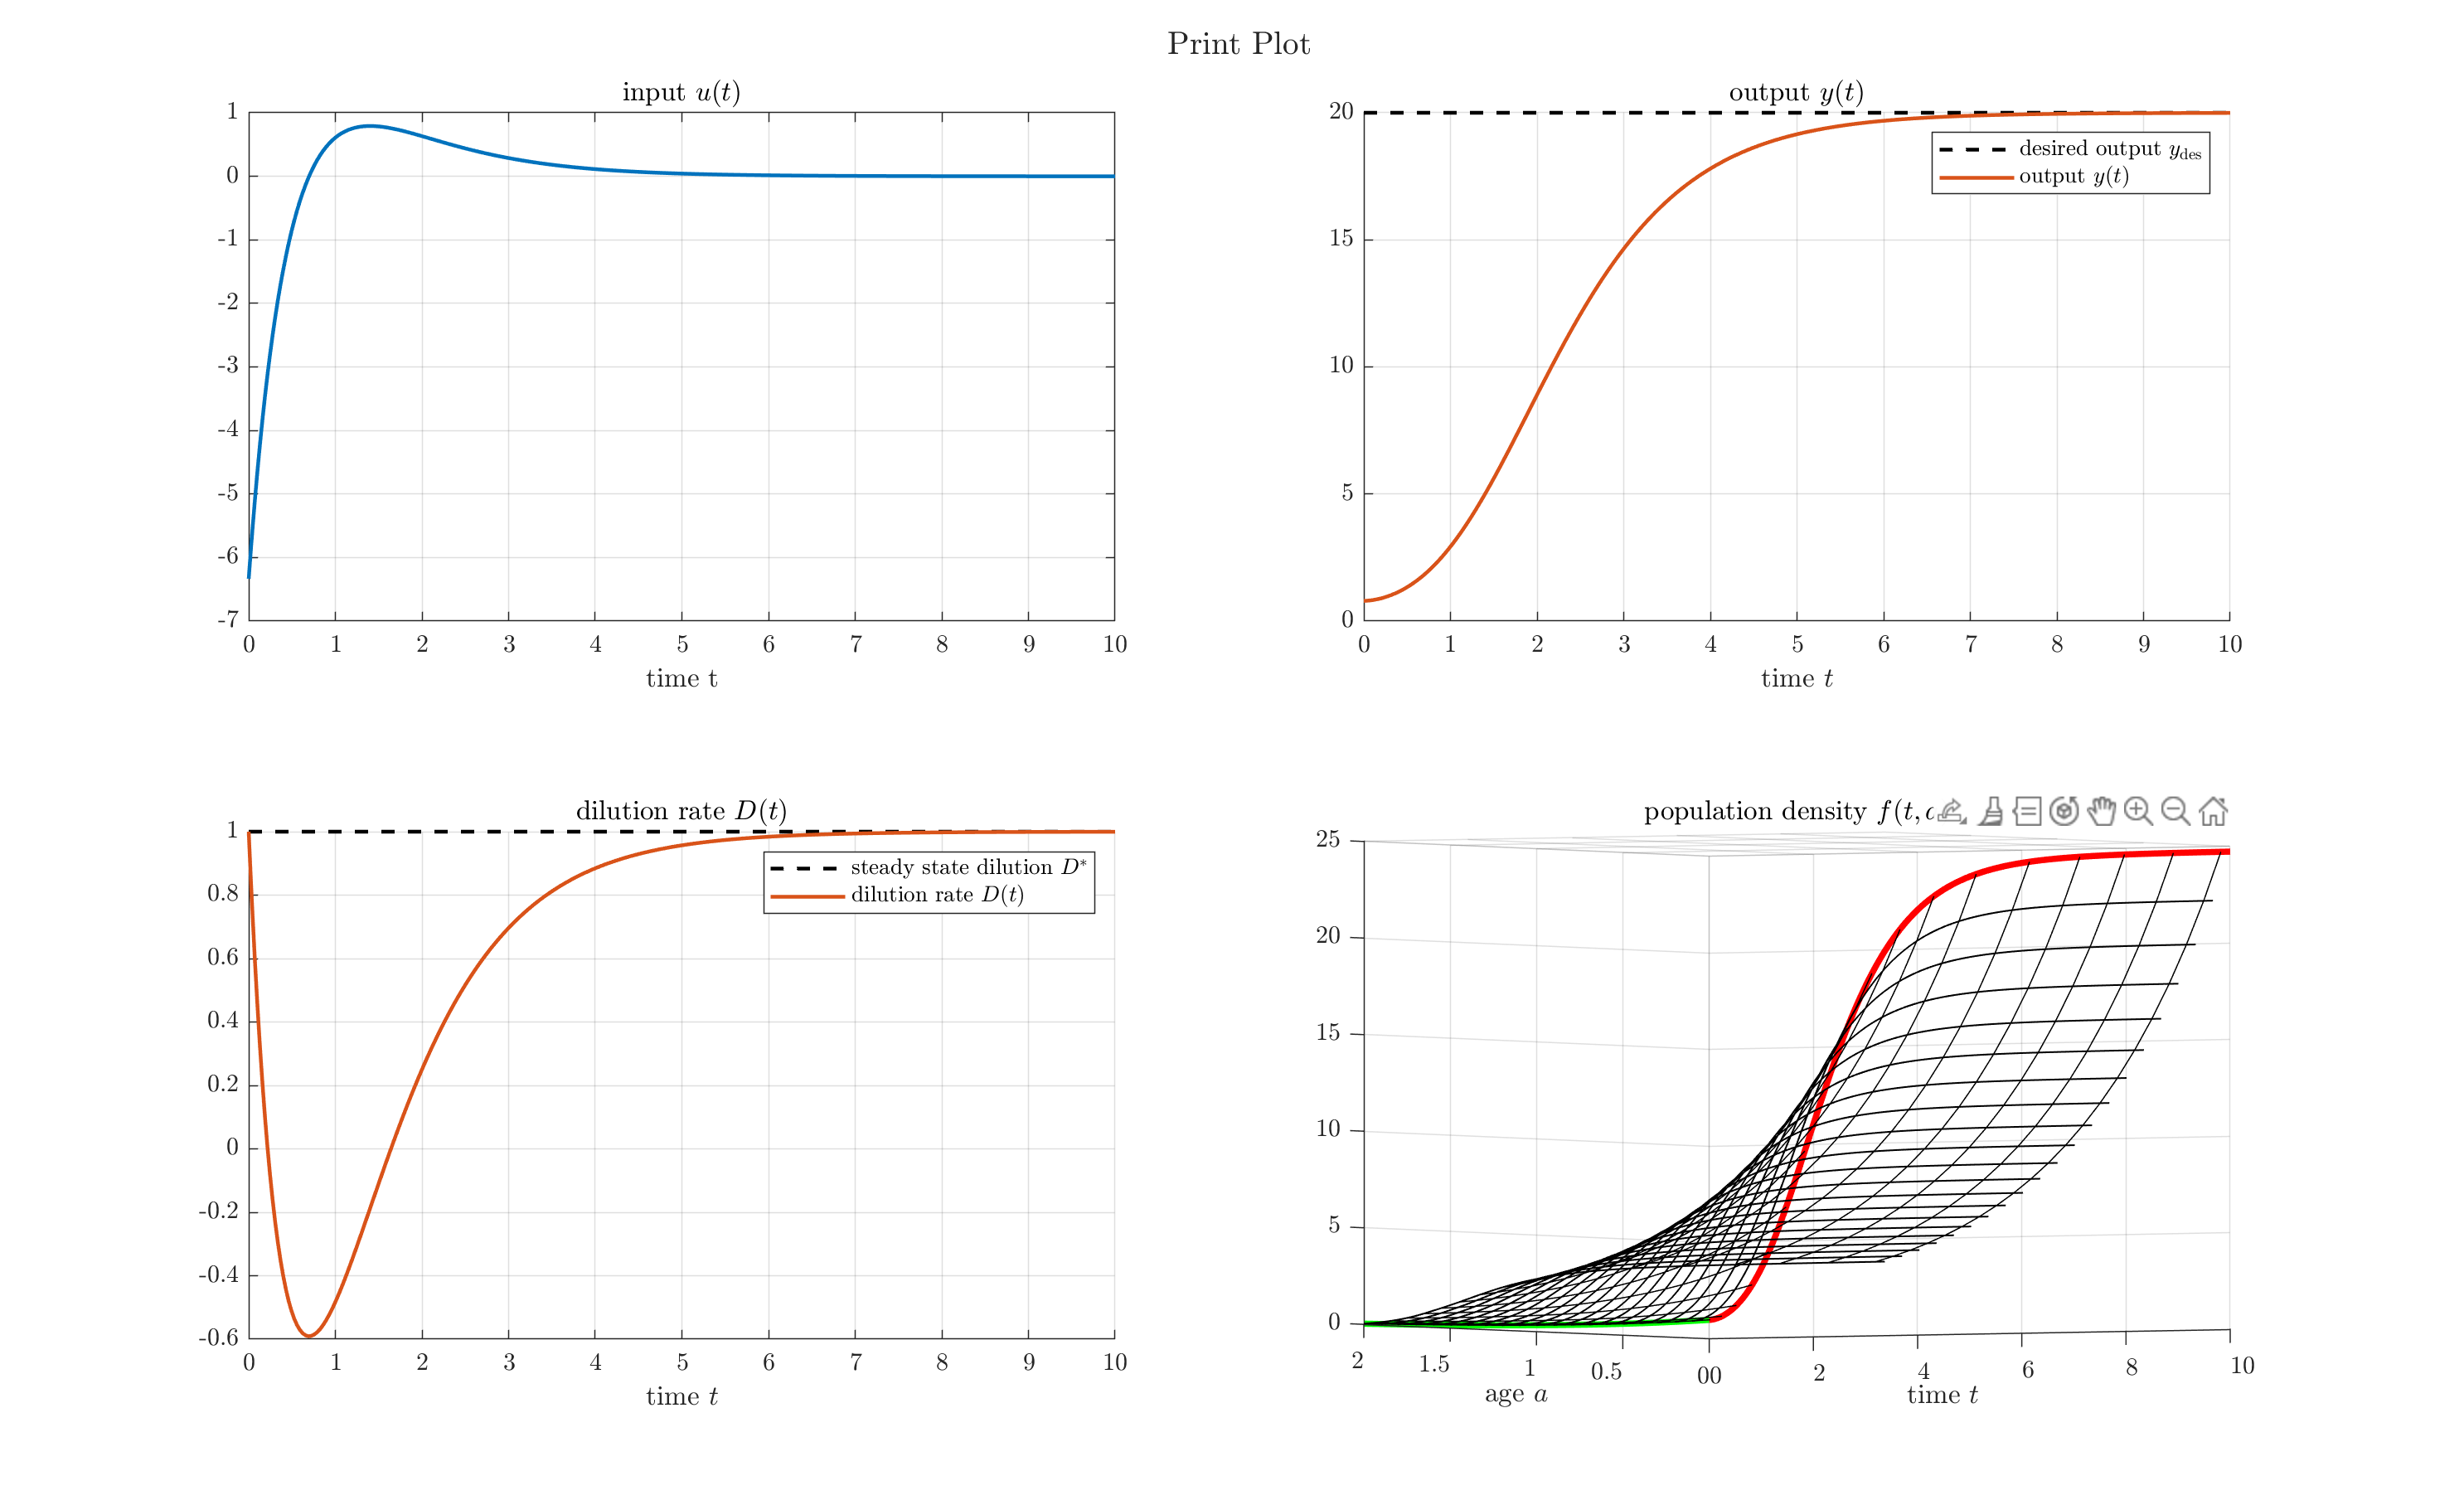 Print Plot
input u(t)
1
0
-1
-2
-3
-4
-5
-6
-7
0 1 2 3 4 5 6 7 8 9 10
time t
output y(t)
20
15
10
5
0
desired output y_des
output y(t)
0 1 2 3 4 5 6 7 8 9 10
time t
dilution rate D(t)
1
0.8
0.6
0.4
0.2
0
-0.2
-0.4
-0.6
steady state dilution D*
dilution rate D(t)
0 1 2 3 4 5 6 7 8 9 10
time t
population density f(t,
25
20
15
10
5
0
2 1.5 1 0.5 00 2 4 6 8 10
age a time t